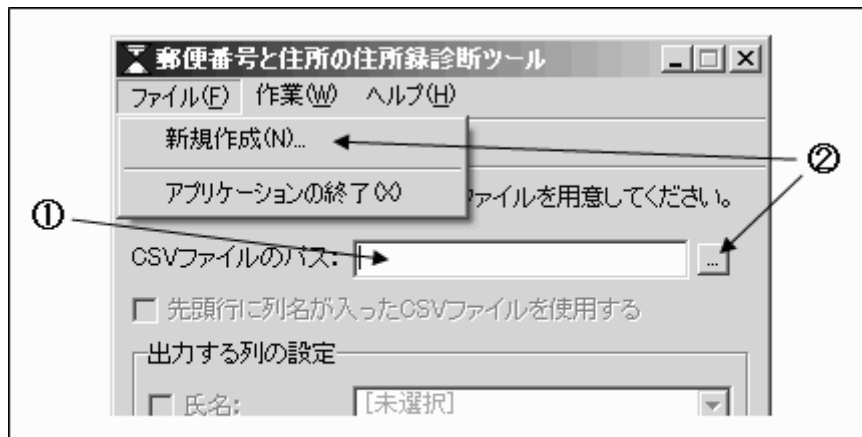 郵便番号と住所の住所録診断ツール
ファイル(F) 作業(W) ヘルプ(H)
新規作成(N)...
②
アプリケーションの終了(X)
ファイルを用意してください。
①
CSVファイルのパス:
...
先頭行に列名が入ったCSVファイルを使用する
出力する列の設定
氏名: [未選択]